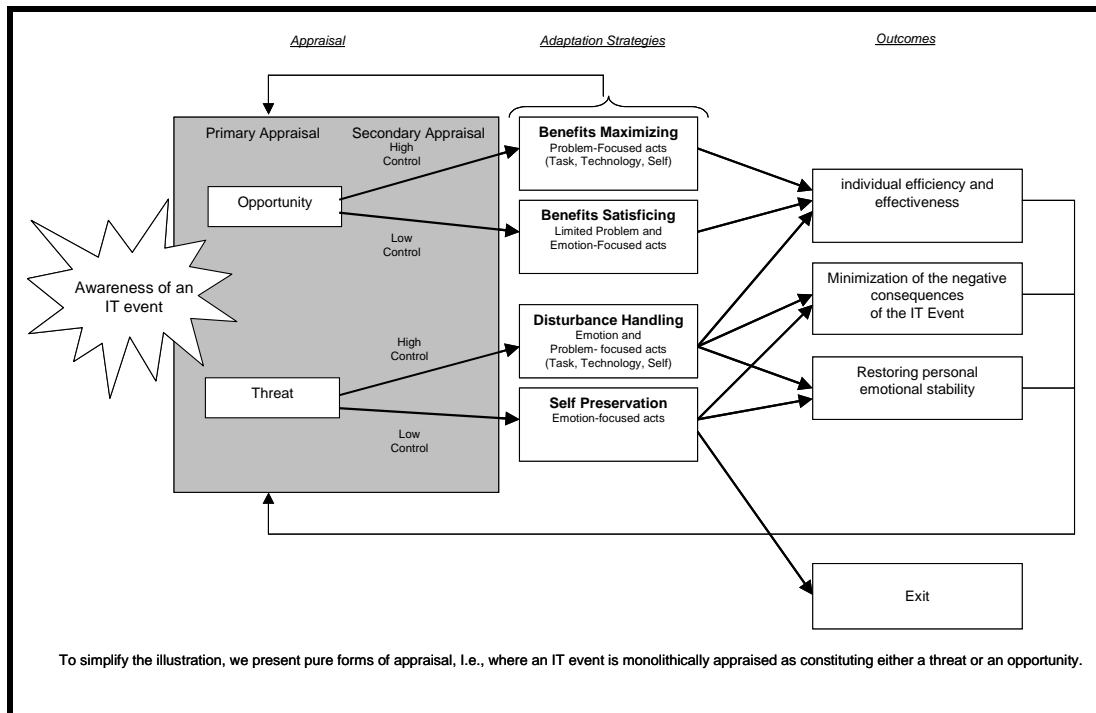 Appraisal
Adaptation Strategies
Outcomes
Primary Appraisal
Secondary Appraisal
High
Control
Opportunity
Low
Control
Awareness of an
IT event
High
Control
Threat
Low
Control
Benefits Maximizing
Problem-Focused acts
(Task, Technology, Self)
Benefits Satisficing
Limited Problem and
Emotion-Focused acts
Disturbance Handling
Emotion and
Problem- focused acts
(Task, Technology, Self)
Self Preservation
Emotion-focused acts
individual efficiency and
effectiveness
Minimization of the negative
consequences
of the IT Event
Restoring personal
emotional stability
Exit
To simplify the illustration, we present pure forms of appraisal, I.e., where an IT event is monolithically appraised as constituting either a threat or an opportunity.